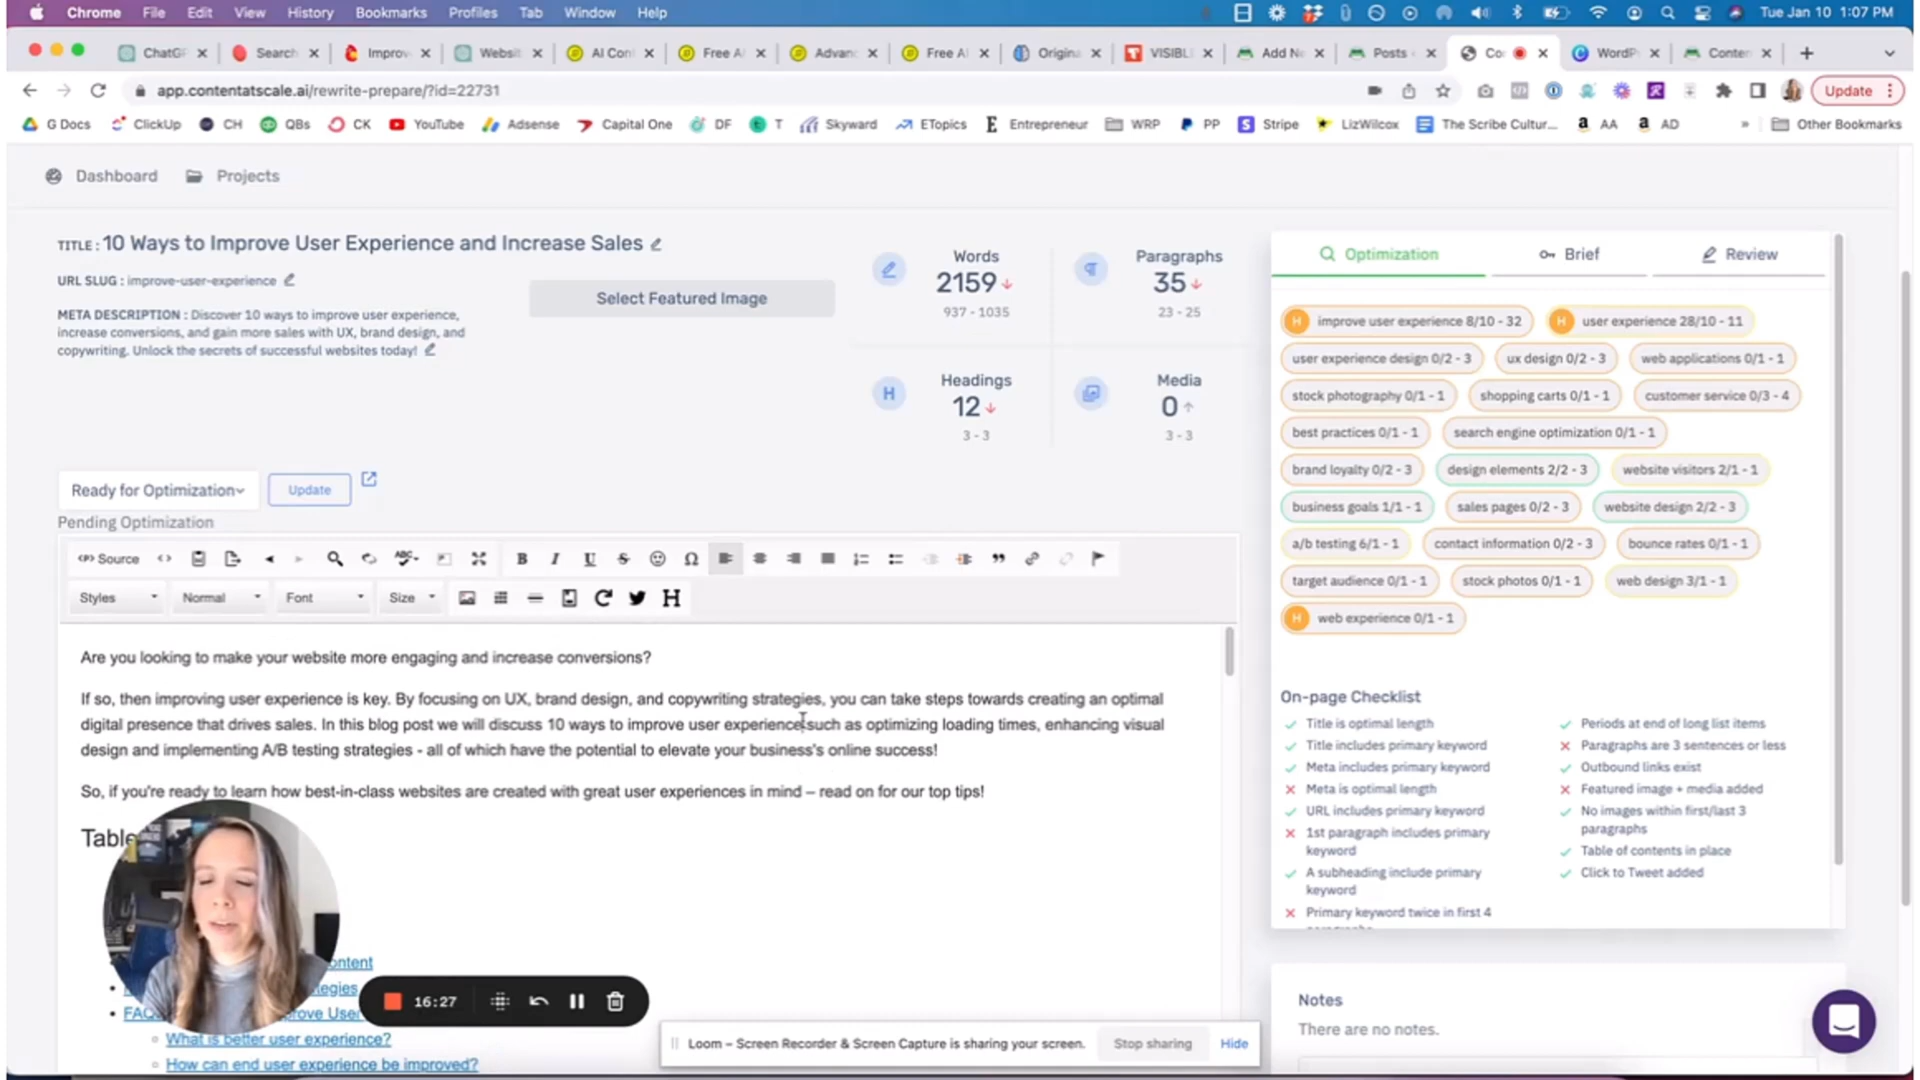 Chrome File Edit View History Bookmarks Profiles Tab Window Help Tue Jan 10 1:07 PM
ChatGP Search Improv Websit AI Con Free A Advan Free AI Origina VISIBL Add Ne Posts Co WordPr Conten
app.contentatscale.ai/rewrite-prepare/?id=22731 Update
G Docs ClickUp CH QBs CK YouTube Adsense Capital One DF T Skyward ETopics Entrepreneur WRP PP Stripe LizWilcox The Scribe Cultur... AA AD » Other Bookmarks
Dashboard Projects
TITLE : 10 Ways to Improve User Experience and Increase Sales
URL SLUG : improve-user-experience
META DESCRIPTION : Discover 10 ways to improve user experience,
increase conversions, and gain more sales with UX, brand design, and
copywriting. Unlock the secrets of successful websites today!
Select Featured Image
Words
2159
937 - 1035
Paragraphs
35
23 - 25
Headings
12
3 - 3
Media
0
3 - 3
Ready for Optimization
Update
Pending Optimization
Source
Styles Normal Font Size
Are you looking to make your website more engaging and increase conversions?
If so, then improving user experience is key. By focusing on UX, brand design, and copywriting strategies, you can take steps towards creating an optimal
digital presence that drives sales. In this blog post we will discuss 10 ways to improve user experience such as optimizing loading times, enhancing visual
design and implementing A/B testing strategies - all of which have the potential to elevate your business's online success!
So, if you're ready to learn how best-in-class websites are created with great user experiences in mind – read on for our top tips!
Table
ontent
egies
FAQ prove User
What is better user experience?
How can end user experience be improved?
16:27
Loom – Screen Recorder & Screen Capture is sharing your screen. Stop sharing Hide
Optimization Brief Review
H improve user experience 8/10 - 32 H user experience 28/10 - 11
user experience design 0/2 - 3 ux design 0/2 - 3 web applications 0/1 - 1
stock photography 0/1 - 1 shopping carts 0/1 - 1 customer service 0/3 - 4
best practices 0/1 - 1 search engine optimization 0/1 - 1
brand loyalty 0/2 - 3 design elements 2/2 - 3 website visitors 2/1 - 1
business goals 1/1 - 1 sales pages 0/2 - 3 website design 2/2 - 3
a/b testing 6/1 - 1 contact information 0/2 - 3 bounce rates 0/1 - 1
target audience 0/1 - 1 stock photos 0/1 - 1 web design 3/1 - 1
H web experience 0/1 - 1
On-page Checklist
Title is optimal length
Title includes primary keyword
Meta includes primary keyword
Meta is optimal length
URL includes primary keyword
1st paragraph includes primary
keyword
A subheading include primary
keyword
Primary keyword twice in first 4
Periods at end of long list items
Paragraphs are 3 sentences or less
Outbound links exist
Featured image + media added
No images within first/last 3
paragraphs
Table of contents in place
Click to Tweet added
Notes
There are no notes.